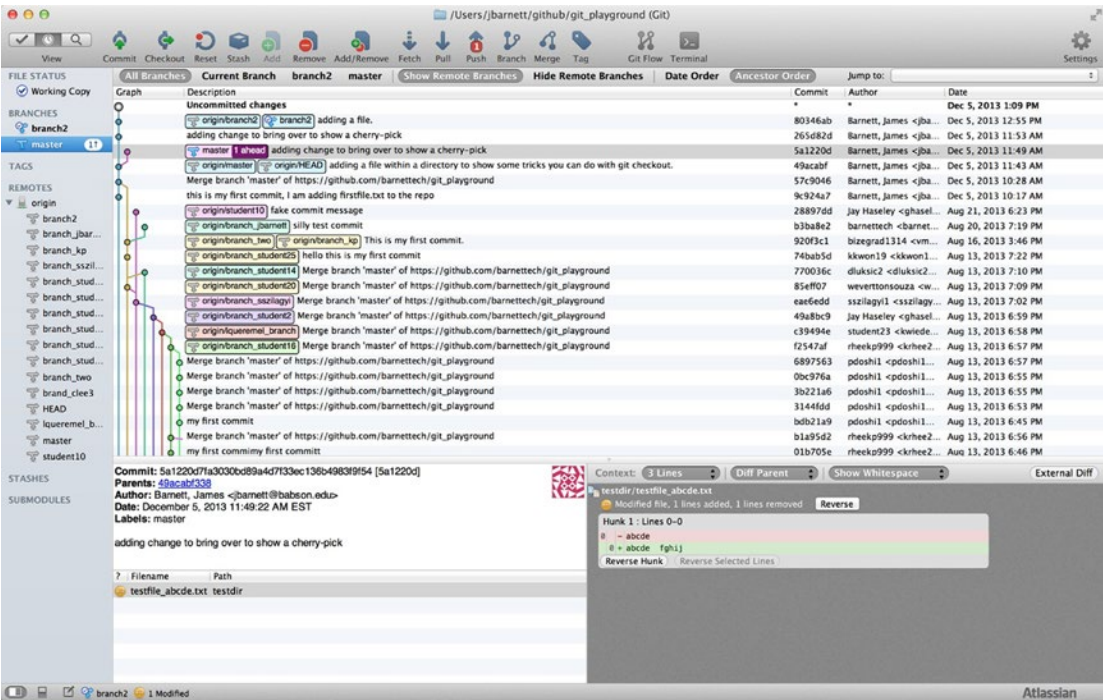 /Users/jbarnett/github/git_playground (Git)
View Commit Checkout Reset Stash Add Remove Add/Remove Fetch Pull Push Branch Merge Tag Git Flow Terminal Settings
FILE STATUS
Working Copy
BRANCHES
branch2
master 1↑
TAGS
REMOTES
origin
branch2
branch_jbar...
branch_kp
branch_sszil...
branch_stud...
branch_stud...
branch_stud...
branch_stud...
branch_stud...
branch_stud...
branch_two
brand_clee3
HEAD
lqueremel_b...
master
student10
STASHES
SUBMODULES
All Branches Current Branch branch2 master Show Remote Branches Hide Remote Branches Date Order Ancestor Order Jump to:
Graph Description Commit Author Date
Uncommitted changes * * Dec 5, 2013 1:09 PM
origin/branch2 branch2 adding a file. 80346ab Barnett, James <jba... Dec 5, 2013 12:55 PM
adding change to bring over to show a cherry-pick 265d82d Barnett, James <jba... Dec 5, 2013 11:53 AM
master 1 ahead adding change to bring over to show a cherry-pick 5a1220d Barnett, James <jba... Dec 5, 2013 11:49 AM
origin/master origin/HEAD adding a file within a directory to show some tricks you can do with git checkout. 49acabf Barnett, James <jba... Dec 5, 2013 11:43 AM
Merge branch 'master' of https://github.com/barnettech/git_playground 57c9046 Barnett, James <jba... Dec 5, 2013 10:28 AM
this is my first commit, I am adding firstfile.txt to the repo 9c924a7 Barnett, James <jba... Dec 5, 2013 10:17 AM
origin/student10 fake commit message 28897dd Jay Haseley <ghasel... Aug 21, 2013 6:23 PM
origin/branch_jbarnett silly test commit b3ba8e2 barnettech <barnet... Aug 20, 2013 7:19 PM
origin/branch_two origin/branch_kp This is my first commit. 920f3c1 bizegrad1314 <vm... Aug 16, 2013 3:46 PM
origin/branch_student25 hello this is my first commit 74bab5d kkwon19 <kkwon1... Aug 13, 2013 7:22 PM
origin/branch_student14 Merge branch 'master' of https://github.com/barnettech/git_playground 770036c dluksic2 <dluksic2... Aug 13, 2013 7:10 PM
origin/branch_student20 Merge branch 'master' of https://github.com/barnettech/git_playground 85eff07 weverttonsouza <w... Aug 13, 2013 7:09 PM
origin/branch_sszilagyi Merge branch 'master' of https://github.com/barnettech/git_playground eae6edd sszilagyi1 <sszilagy... Aug 13, 2013 7:02 PM
origin/branch_student2 Merge branch 'master' of https://github.com/barnettech/git_playground 49a8bc9 Jay Haseley <ghasel... Aug 13, 2013 6:59 PM
origin/lqueremel_branch Merge branch 'master' of https://github.com/barnettech/git_playground c39494e student23 <kwiede... Aug 13, 2013 6:58 PM
origin/branch_student16 Merge branch 'master' of https://github.com/barnettech/git_playground f2547af rheekp999 <krhee2... Aug 13, 2013 6:57 PM
Merge branch 'master' of https://github.com/barnettech/git_playground 6897563 pdoshi1 <pdoshi1... Aug 13, 2013 6:57 PM
Merge branch 'master' of https://github.com/barnettech/git_playground 0bc976a pdoshi1 <pdoshi1... Aug 13, 2013 6:55 PM
Merge branch 'master' of https://github.com/barnettech/git_playground 3b221a6 pdoshi1 <pdoshi1... Aug 13, 2013 6:55 PM
Merge branch 'master' of https://github.com/barnettech/git_playground 3144fdd pdoshi1 <pdoshi1... Aug 13, 2013 6:53 PM
my first commit bdb21a9 pdoshi1 <pdoshi1... Aug 13, 2013 6:45 PM
Merge branch 'master' of https://github.com/barnettech/git_playground b1a95d2 rheekp999 <krhee2... Aug 13, 2013 6:56 PM
my first commimy first committ 01b705e rheekp999 <krhee2... Aug 13, 2013 6:46 PM
Commit: 5a1220d7fa3030bd89a4d7f33ec136b4983f9f54 [5a1220d]
Parents: 49acabf338
Author: Barnett, James <jbarnett@babson.edu>
Date: December 5, 2013 11:49:22 AM EST
Labels: master
adding change to bring over to show a cherry-pick
? Filename Path
testfile_abcde.txt testdir
Context: 3 Lines Diff Parent Show Whitespace External Diff
testdir/testfile_abcde.txt
Modified file, 1 lines added, 1 lines removed Reverse
Hunk 1 : Lines 0-0
0 - abcde
0 + abcde fghij
Reverse Hunk Reverse Selected Lines
branch2 1 Modified Atlassian